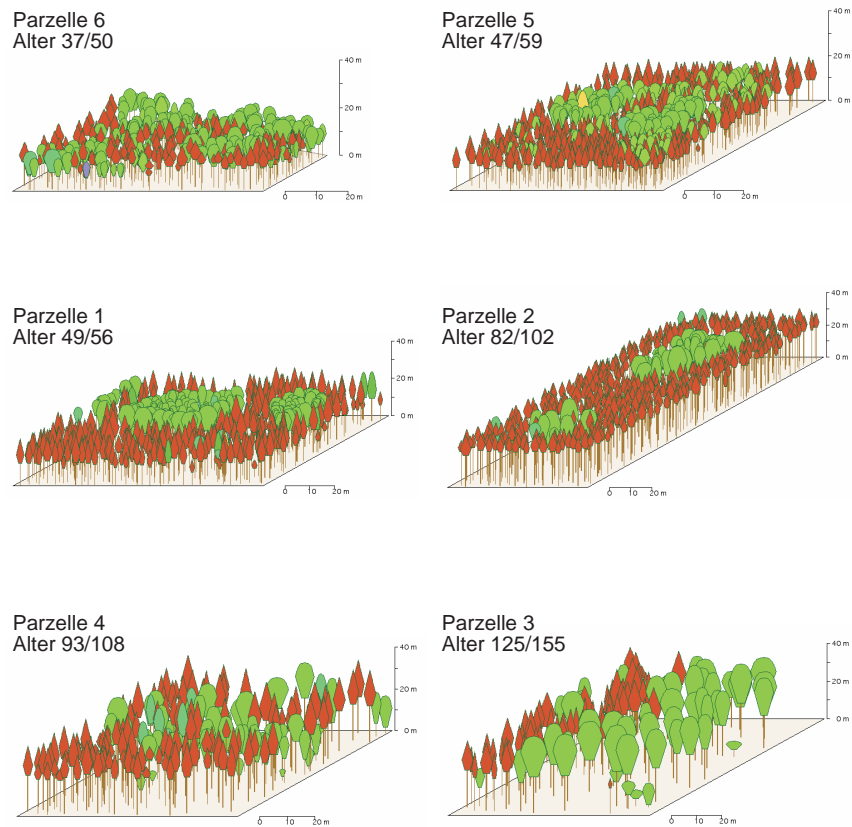 Parzelle 6
Alter 37/50
40 m
20 m
0 m
0 10 20 m
Parzelle 5
Alter 47/59
40 m
20 m
0 m
0 10 20 m
Parzelle 1
Alter 49/56
40 m
20 m
0 m
0 10 20 m
Parzelle 2
Alter 82/102
40 m
20 m
0 m
0 10 20 m
Parzelle 4
Alter 93/108
40 m
20 m
0 m
0 10 20 m
Parzelle 3
Alter 125/155
40 m
20 m
0 m
0 10 20 m